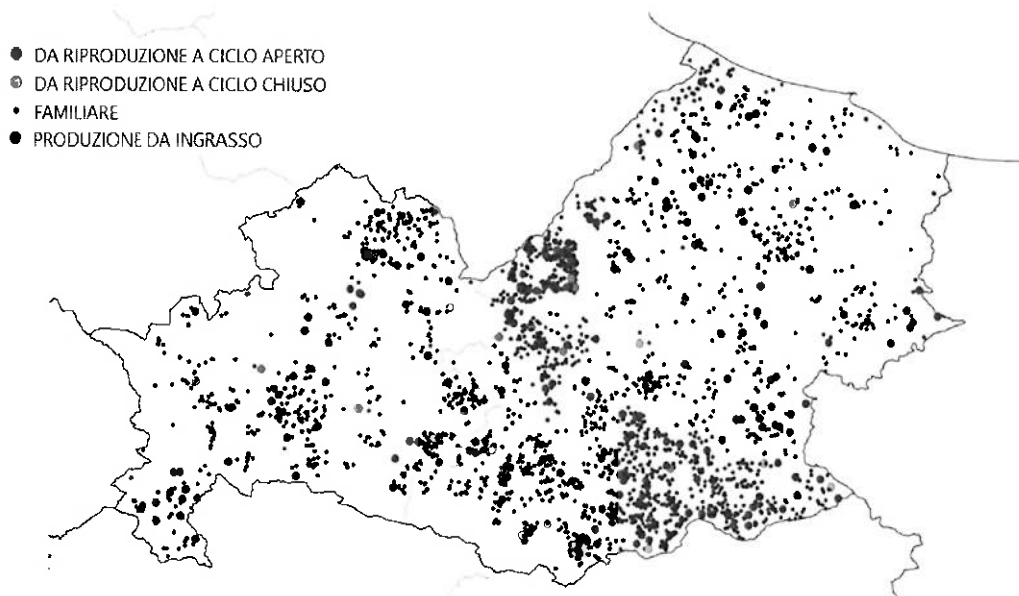 DA RIPRODUZIONE A CICLO APERTO
DA RIPRODUZIONE A CICLO CHIUSO
FAMILIARE
PRODUZIONE DA INGRASSO